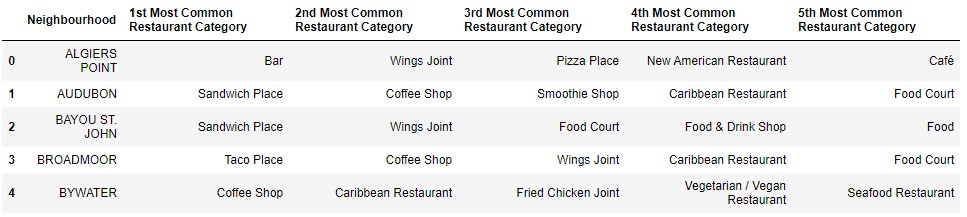 Neighbourhood 1st Most Common Restaurant Category 2nd Most Common Restaurant Category 3rd Most Common Restaurant Category 4th Most Common Restaurant Category 5th Most Common Restaurant Category
0 ALGIERS POINT Bar Wings Joint Pizza Place New American Restaurant Café
1 AUDUBON Sandwich Place Coffee Shop Smoothie Shop Caribbean Restaurant Food Court
2 BAYOU ST. JOHN Sandwich Place Wings Joint Food Court Food & Drink Shop Food
3 BROADMOOR Taco Place Coffee Shop Wings Joint Caribbean Restaurant Food Court
4 BYWATER Coffee Shop Caribbean Restaurant Fried Chicken Joint Vegetarian / Vegan Restaurant Seafood Restaurant